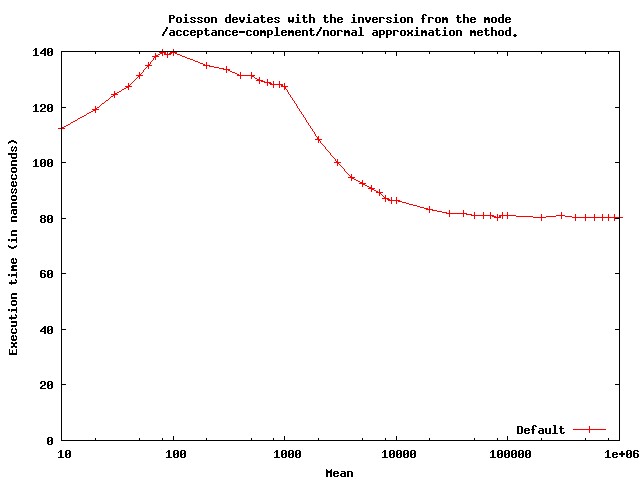 Poisson deviates with the inversion from the mode
/acceptance-complement/normal approximation method.
140
120
100
80
60
40
20
0
Execution time (in nanoseconds)
Default
10 100 1000 10000 100000 1e+06
Mean